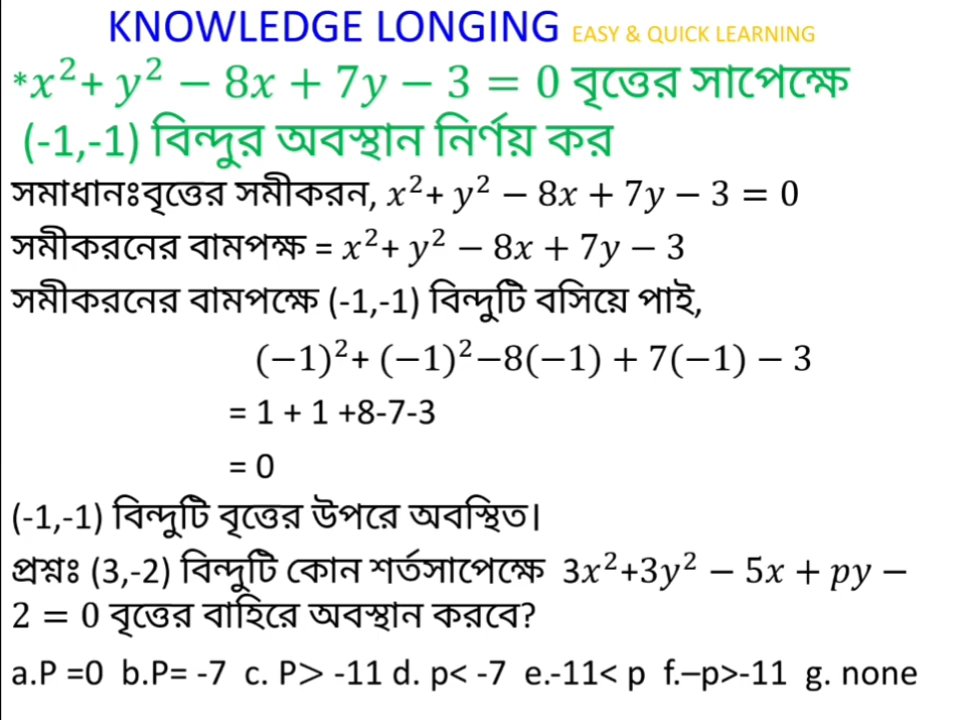 KNOWLEDGE LONGING EASY & QUICK LEARNING
*x²+ y² − 8x + 7y − 3 = 0 বৃত্তের সাপেক্ষে
(-1,-1) বিন্দুর অবস্থান নির্ণয় কর
সমাধানঃবৃত্তের সমীকরন, x²+ y² − 8x + 7y − 3 = 0
সমীকরনের বামপক্ষ = x²+ y² − 8x + 7y − 3
সমীকরনের বামপক্ষে (-1,-1) বিন্দুটি বসিয়ে পাই,
(−1)²+ (−1)²−8(−1) + 7(−1) − 3
= 1 + 1 +8-7-3
= 0
(-1,-1) বিন্দুটি বৃত্তের উপরে অবস্থিত।
প্রশ্নঃ (3,-2) বিন্দুটি কোন শর্তসাপেক্ষে 3x²+3y² − 5x + py −
2 = 0 বৃত্তের বাহিরে অবস্থান করবে?
a.P =0 b.P= -7 c. P> -11 d. p< -7 e.-11< p f.–p>-11 g. none